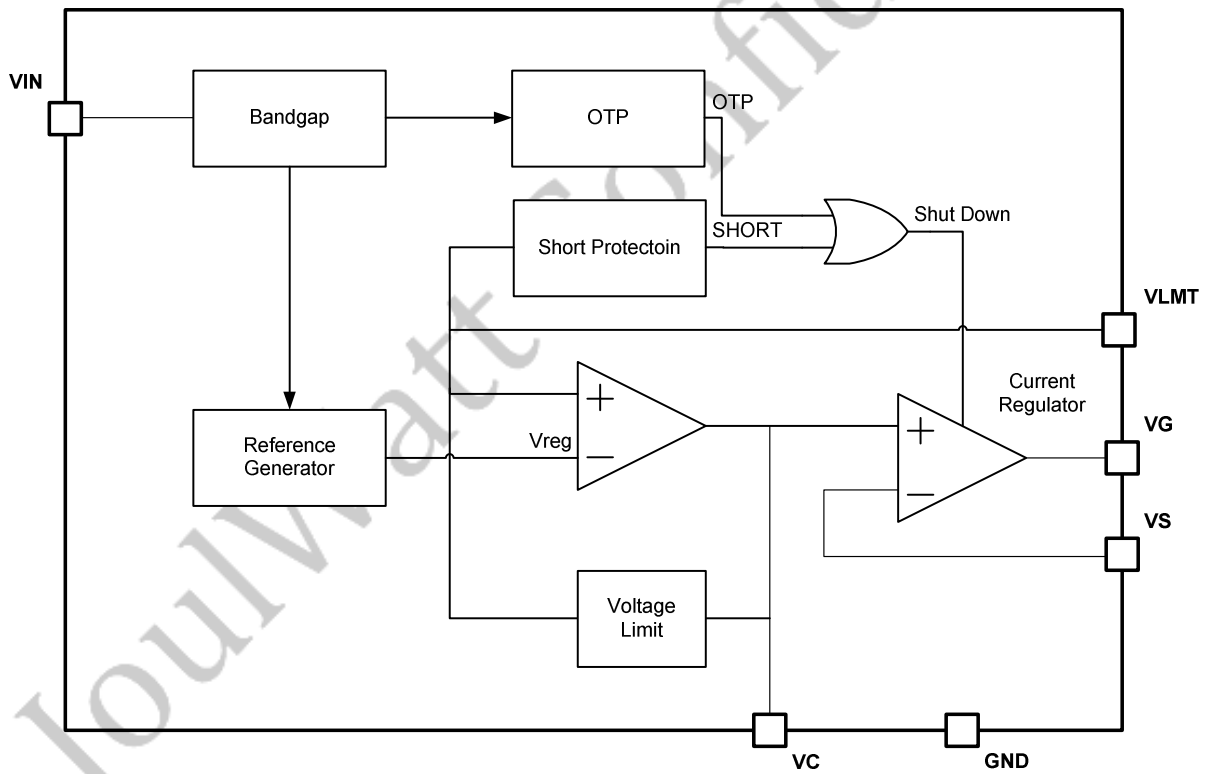 VIN
Bandgap
OTP
OTP
Short Protectoin
SHORT
Shut Down
VLMT
Current
Regulator
VG
Reference
Generator
Vreg
+
−
+
−
VS
Voltage
Limit
VC
GND
JoulWatt Confi